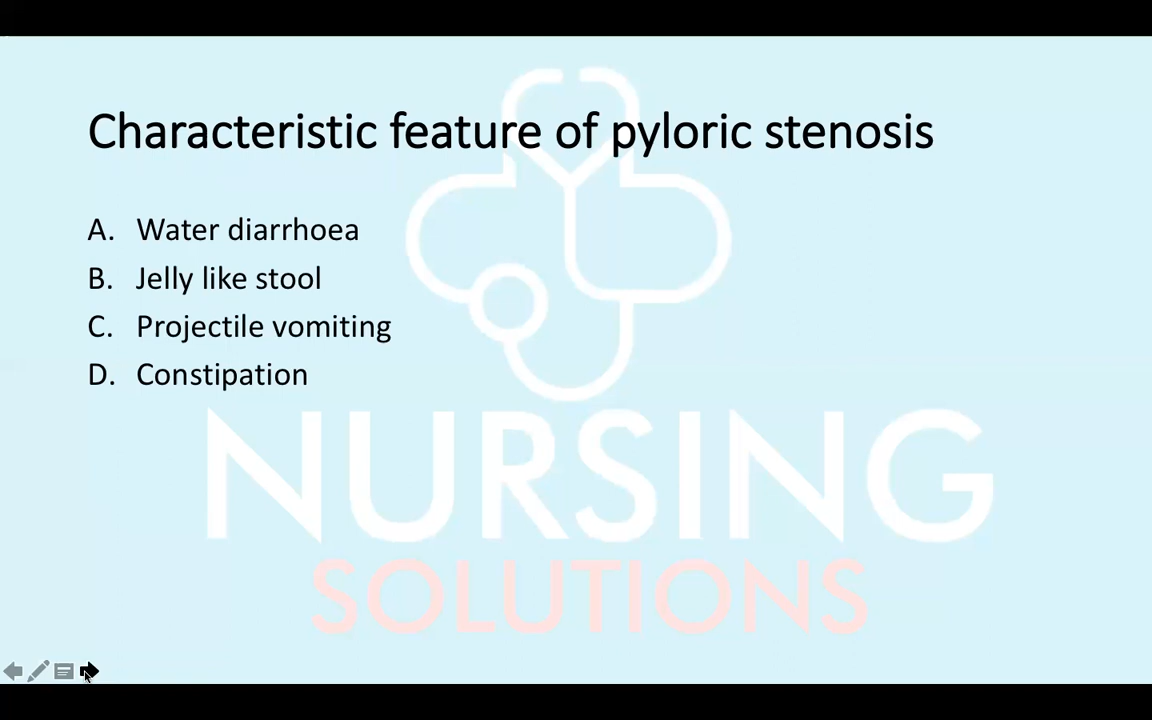 Characteristic feature of pyloric stenosis
A. Water diarrhoea
B. Jelly like stool
C. Projectile vomiting
D. Constipation
NURSING
SOLUTIONS